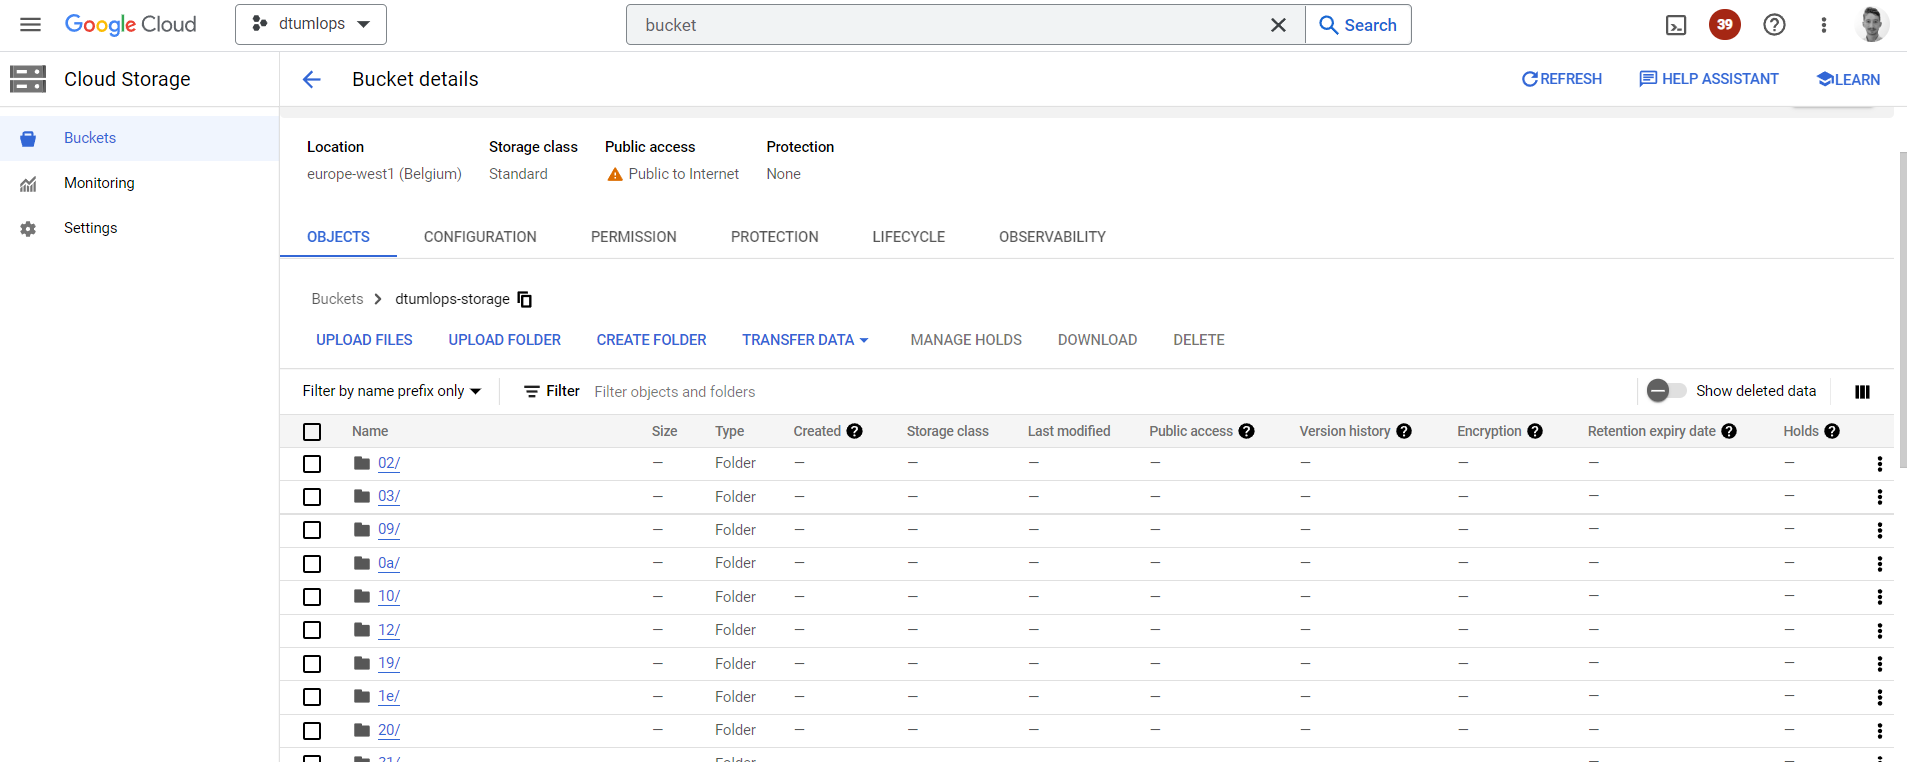 Google Cloud dtumlops bucket Search 39
Cloud Storage Bucket details REFRESH HELP ASSISTANT LEARN
Buckets
Monitoring
Settings
Location Storage class Public access Protection
europe-west1 (Belgium) Standard Public to Internet None
OBJECTS CONFIGURATION PERMISSION PROTECTION LIFECYCLE OBSERVABILITY
Buckets dtumlops-storage
UPLOAD FILES UPLOAD FOLDER CREATE FOLDER TRANSFER DATA MANAGE HOLDS DOWNLOAD DELETE
Filter by name prefix only Filter Filter objects and folders Show deleted data
Name Size Type Created Storage class Last modified Public access Version history Encryption Retention expiry date Holds
02/ — Folder — — — — — — — —
03/ — Folder — — — — — — — —
09/ — Folder — — — — — — — —
0a/ — Folder — — — — — — — —
10/ — Folder — — — — — — — —
12/ — Folder — — — — — — — —
19/ — Folder — — — — — — — —
1e/ — Folder — — — — — — — —
20/ — Folder — — — — — — — —